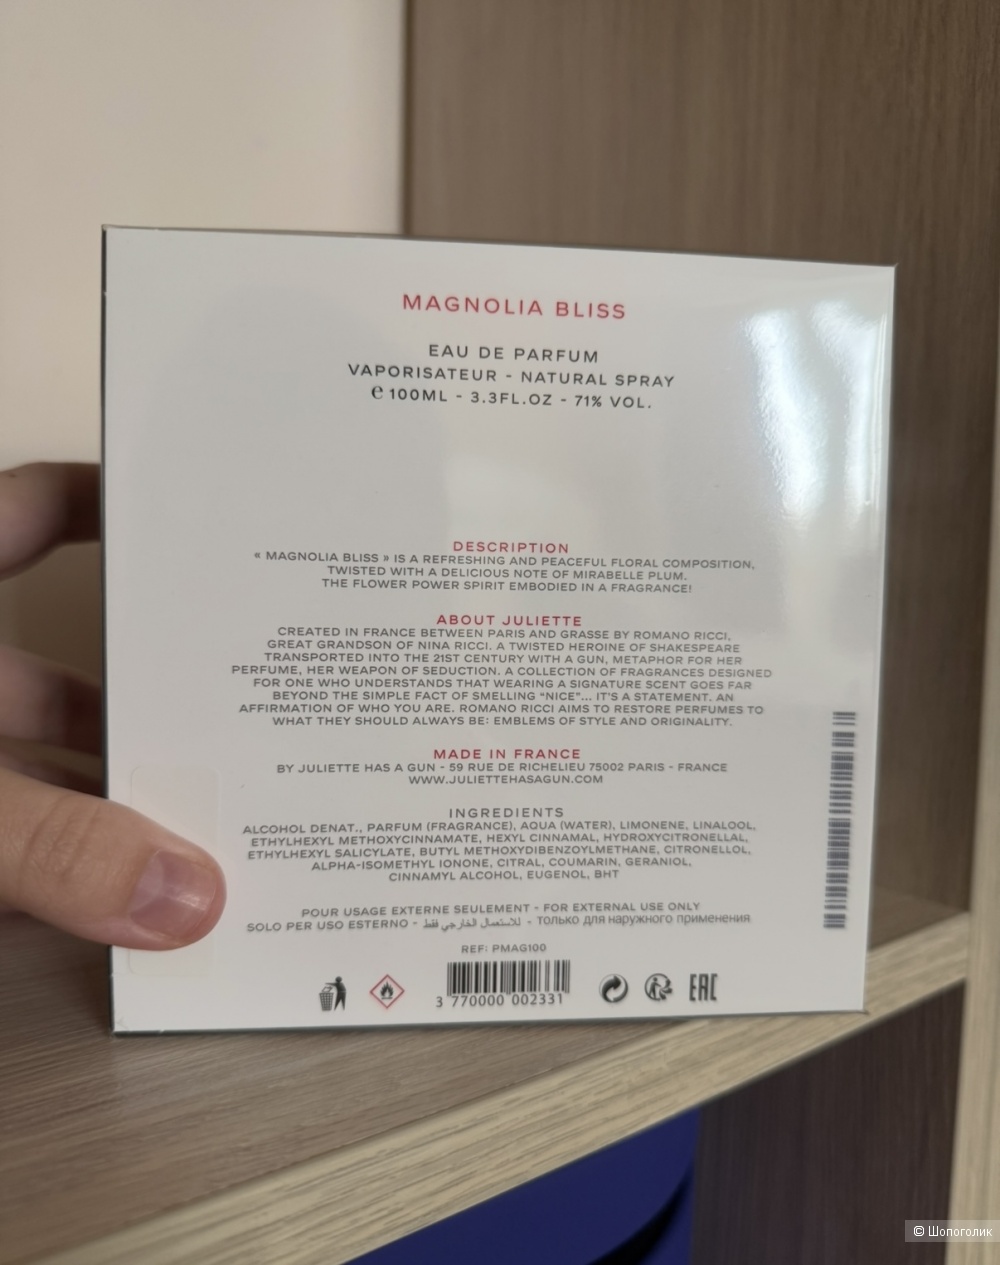 MAGNOLIA BLISS
EAU DE PARFUM
VAPORISATEUR - NATURAL SPRAY
℮ 100ML - 3.3FL.OZ - 71% VOL.
DESCRIPTION
« MAGNOLIA BLISS » IS A REFRESHING AND PEACEFUL FLORAL COMPOSITION,
TWISTED WITH A DELICIOUS NOTE OF MIRABELLE PLUM.
THE FLOWER POWER SPIRIT EMBODIED IN A FRAGRANCE!
ABOUT JULIETTE
CREATED IN FRANCE BETWEEN PARIS AND GRASSE BY ROMANO RICCI,
GREAT GRANDSON OF NINA RICCI. A TWISTED HEROINE OF SHAKESPEARE
TRANSPORTED INTO THE 21ST CENTURY WITH A GUN, METAPHOR FOR HER
PERFUME, HER WEAPON OF SEDUCTION. A COLLECTION OF FRAGRANCES DESIGNED
FOR ONE WHO UNDERSTANDS THAT WEARING A SIGNATURE SCENT GOES FAR
BEYOND THE SIMPLE FACT OF SMELLING “NICE”... IT'S A STATEMENT. AN
AFFIRMATION OF WHO YOU ARE. ROMANO RICCI AIMS TO RESTORE PERFUMES TO
WHAT THEY SHOULD ALWAYS BE: EMBLEMS OF STYLE AND ORIGINALITY.
MADE IN FRANCE
BY JULIETTE HAS A GUN - 59 RUE DE RICHELIEU 75002 PARIS - FRANCE
WWW.JULIETTEHASAGUN.COM
INGREDIENTS
ALCOHOL DENAT., PARFUM (FRAGRANCE), AQUA (WATER), LIMONENE, LINALOOL,
ETHYLHEXYL METHOXYCINNAMATE, HEXYL CINNAMAL, HYDROXYCITRONELLAL,
ETHYLHEXYL SALICYLATE, BUTYL METHOXYDIBENZOYLMETHANE, CITRONELLOL,
ALPHA-ISOMETHYL IONONE, CITRAL, COUMARIN, GERANIOL,
CINNAMYL ALCOHOL, EUGENOL, BHT
POUR USAGE EXTERNE SEULEMENT - FOR EXTERNAL USE ONLY
SOLO PER USO ESTERNO - للاستعمال الخارجي فقط - только для наружного применения
REF: PMAG100
3 770000 002331
EAC
© Шопоголик